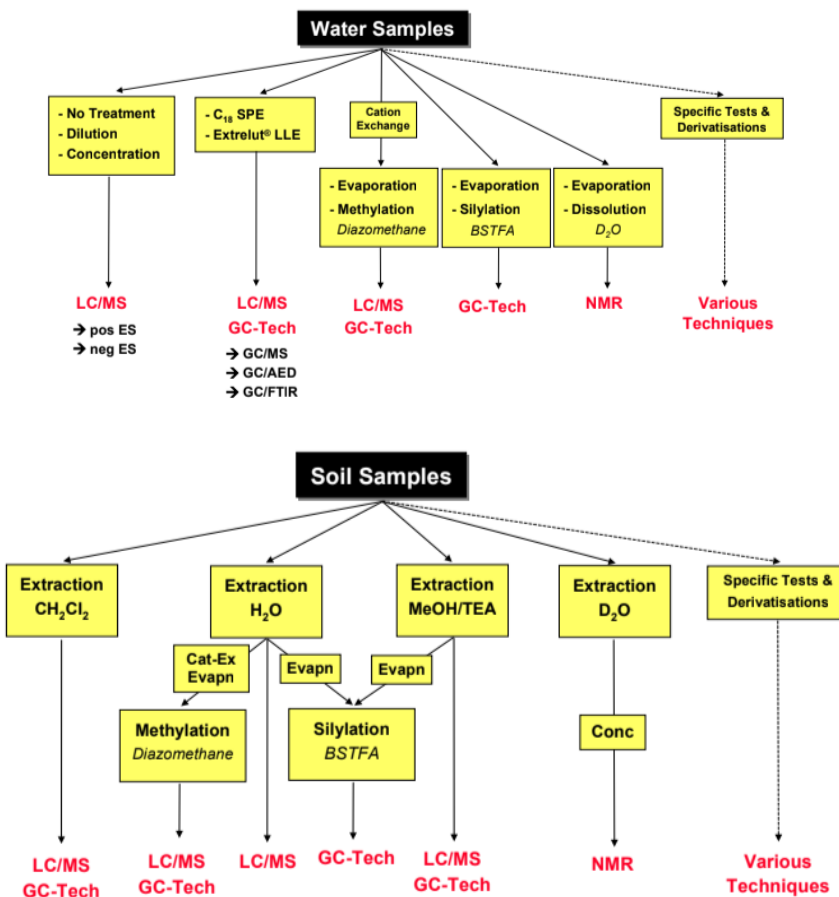 Water Samples
- No Treatment
- Dilution
- Concentration
- C₁₈ SPE
- Extrelut® LLE
Cation
Exchange
Specific Tests &
Derivatisations
- Evaporation
- Methylation
Diazomethane
- Evaporation
- Silylation
BSTFA
- Evaporation
- Dissolution
D₂O
LC/MS
→ pos ES
→ neg ES
LC/MS
GC-Tech
→ GC/MS
→ GC/AED
→ GC/FTIR
LC/MS
GC-Tech
GC-Tech
NMR
Various
Techniques
Soil Samples
Extraction
CH₂Cl₂
Extraction
H₂O
Extraction
MeOH/TEA
Extraction
D₂O
Specific Tests &
Derivatisations
Cat-Ex
Evapn
Evapn
Evapn
Methylation
Diazomethane
Silylation
BSTFA
Conc
LC/MS
GC-Tech
LC/MS
GC-Tech
LC/MS
GC-Tech
LC/MS
GC-Tech
NMR
Various
Techniques